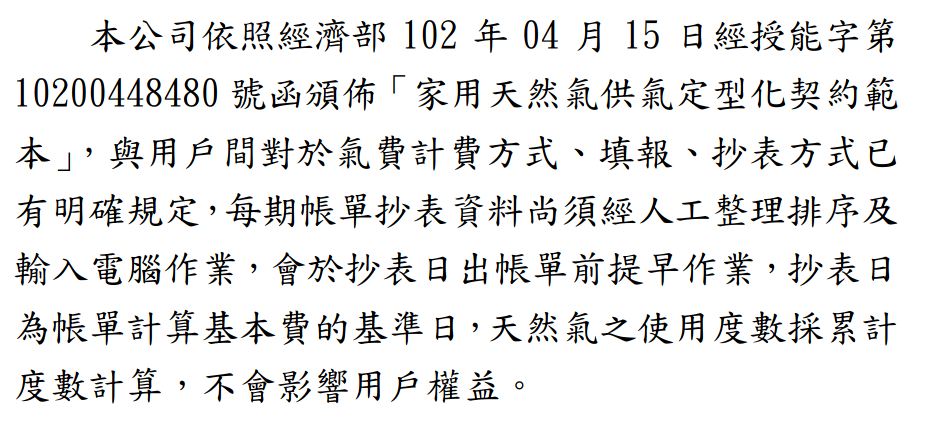 本公司依照經濟部 102 年 04 月 15 日經授能字第
10200448480 號函頒佈「家用天然氣供氣定型化契約範
本」，與用戶間對於氣費計費方式、填報、抄表方式已
有明確規定，每期帳單抄表資料尚須經人工整理排序及
輸入電腦作業，會於抄表日出帳單前提早作業，抄表日
為帳單計算基本費的基準日，天然氣之使用度數採累計
度數計算，不會影響用戶權益。